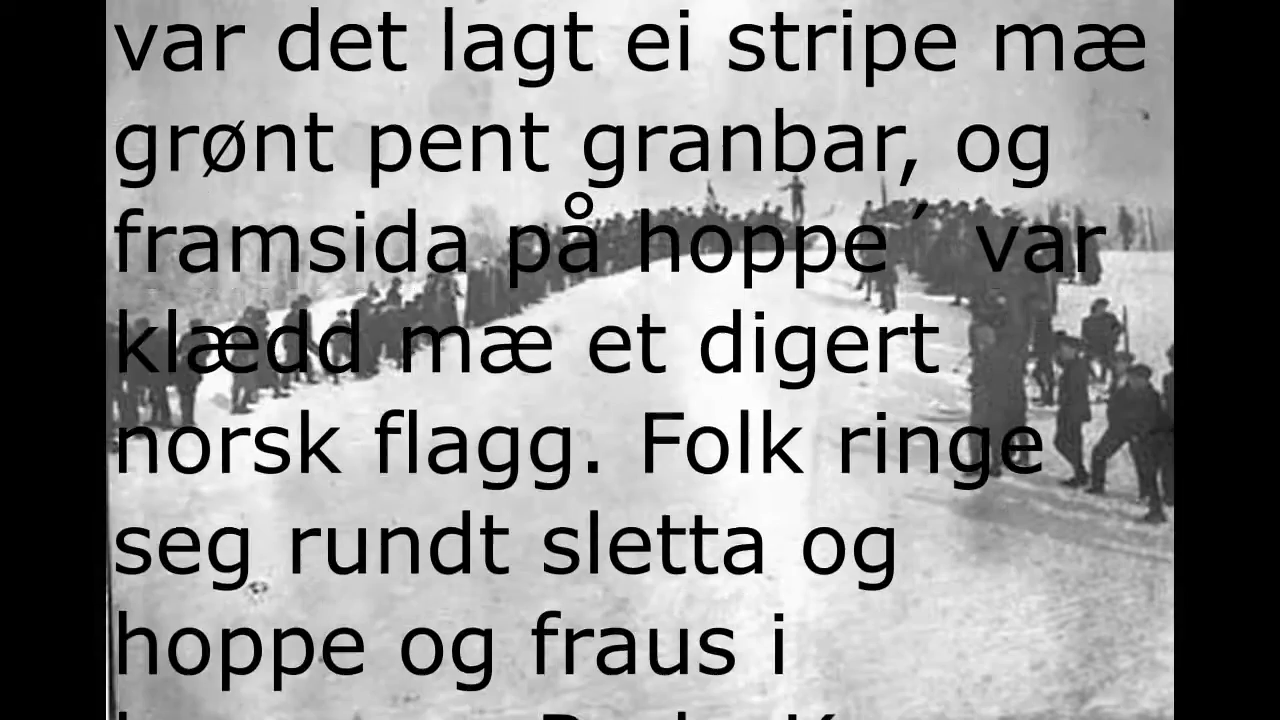 var det lagt ei stripe mæ
grønt pent granbar, og
framsida på hoppe ́ var
klædd mæ et digert
norsk flagg. Folk ringe
seg rundt sletta og
hoppe og fraus i